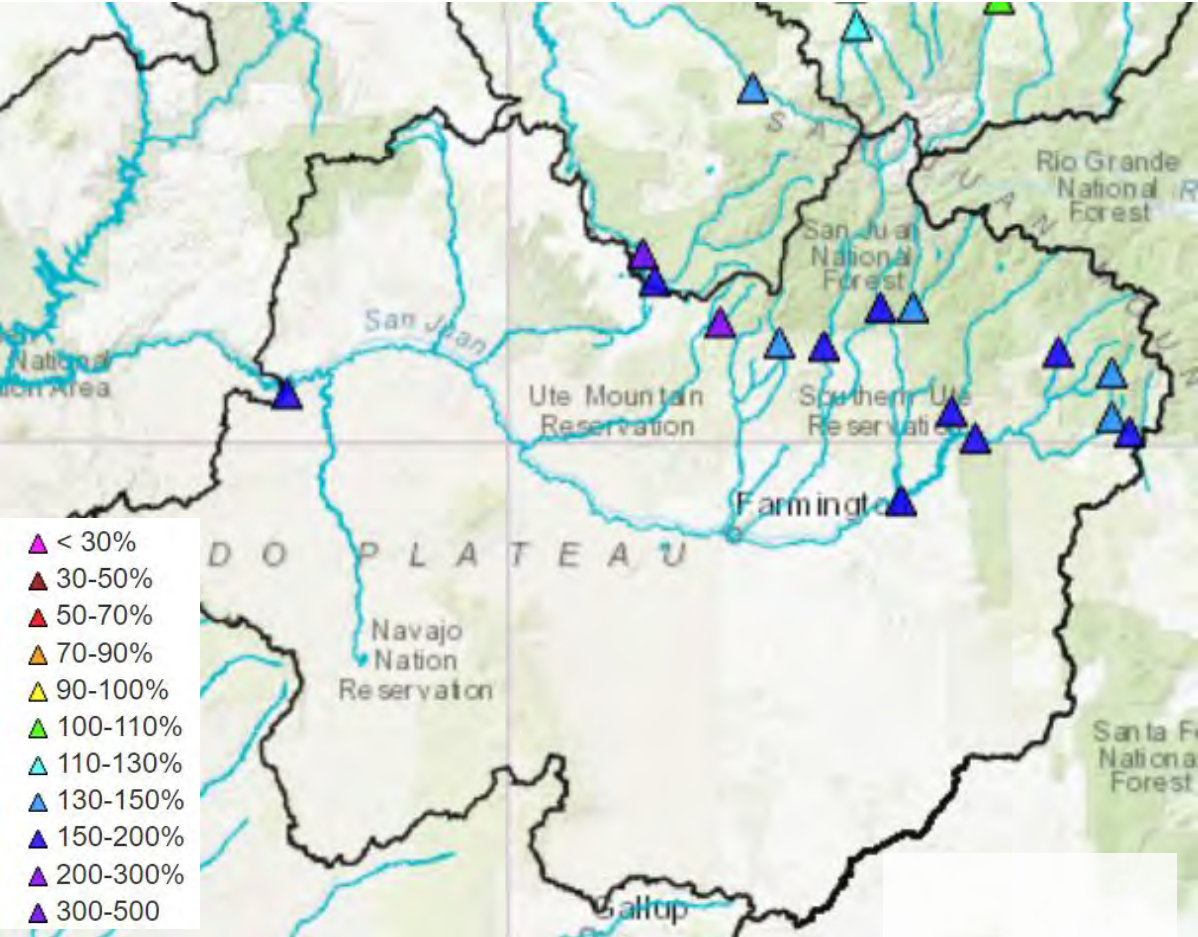 S A N
J U A N
M O U N
Rio Grande
National
Forest
R
San Juan
National
Forest
San Juan
National
tion Area
Ute Mountain
Reservation
Southern Ute
Reservation
Farmington
D O P L A T E A U
Navajo
Nation
Reservation
Santa Fe
National
Forest
Gallup
< 30%
30-50%
50-70%
70-90%
90-100%
100-110%
110-130%
130-150%
150-200%
200-300%
300-500